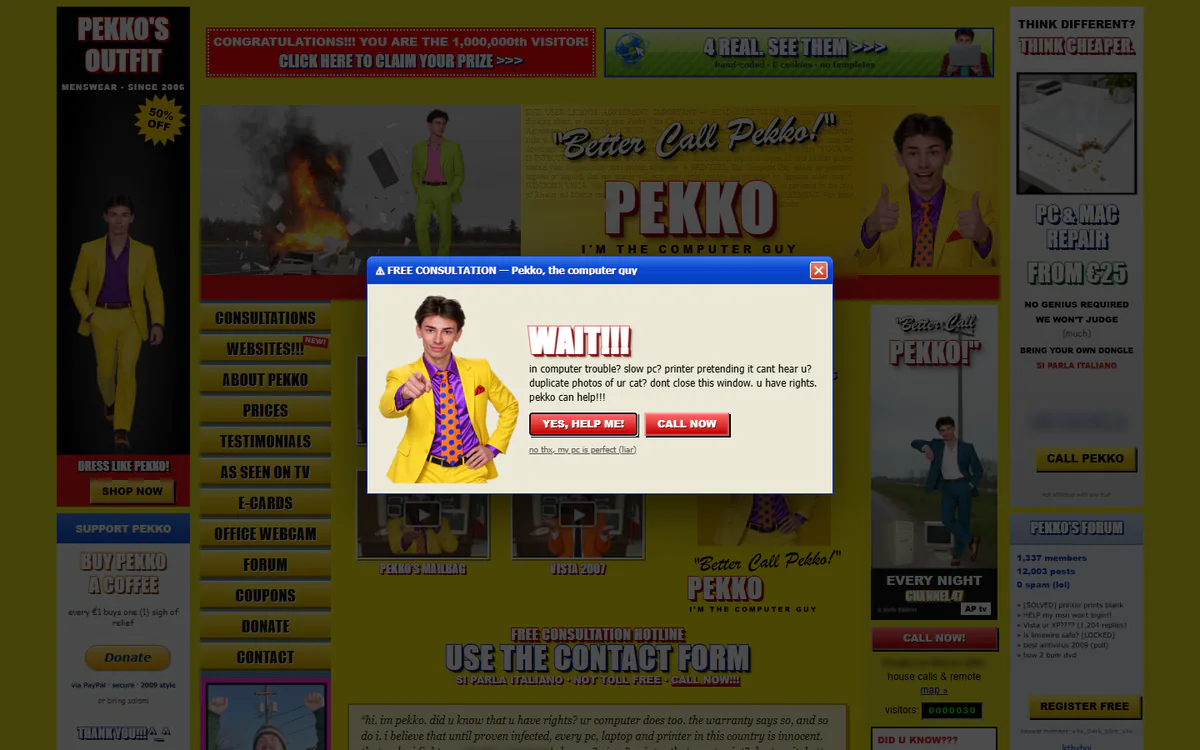 PEKKO'S
OUTFIT
MENSWEAR · SINCE 2006
50%
OFF
DRESS LIKE PEKKO!
SHOP NOW
SUPPORT PEKKO
BUY PEKKO
A COFFEE
every €1 buys one (1) sigh of
relief
Donate
via PayPal · secure · 2009 style
or bring salami
THANK YOU!!! ^_^
CONGRATULATIONS!!! YOU ARE THE 1,000,000th VISITOR!
CLICK HERE TO CLAIM YOUR PRIZE >>>
4 REAL. SEE THEM >>>
hand-coded · 0 cookies · no templates
"Better Call Pekko!"
PEKKO
I'M THE COMPUTER GUY
CONSULTATIONS
WEBSITES!!!
NEW!
ABOUT PEKKO
PRICES
TESTIMONIALS
AS SEEN ON TV
E-CARDS
OFFICE WEBCAM
FORUM
COUPONS
DONATE
CONTACT
⚠ FREE CONSULTATION — Pekko, the computer guy
WAIT!!!
in computer trouble? slow pc? printer pretending it cant hear u?
duplicate photos of ur cat? dont close this window. u have rights.
pekko can help!!!
YES, HELP ME!
CALL NOW
no thx, my pc is perfect (liar)
PEKKO'S MAILBAG
VISTA 2007
"Better Call Pekko!"
PEKKO
I'M THE COMPUTER GUY
FREE CONSULTATION HOTLINE
USE THE CONTACT FORM
SI PARLA ITALIANO · NOT TOLL FREE · CALL NOW!!!
"hi. im pekko. did u know that u have rights? ur computer does too. the warranty says so, and so
do i. i believe that until proven infected, every pc, laptop and printer in this country is innocent.
"Better Call
PEKKO!"
EVERY NIGHT
CHANNEL 47
AP tv
CALL NOW!
house calls & remote
map »
visitors: 0000030
DID U KNOW???
THINK DIFFERENT?
THINK CHEAPER.
PC & MAC
REPAIR
FROM €25
NO GENIUS REQUIRED
WE WON'T JUDGE
(much)
BRING YOUR OWN DONGLE
SI PARLA ITALIANO
CALL PEKKO
not affiliated with any fruit
PEKKO'S FORUM
1,337 members
12,003 posts
0 spam (lol)
» [SOLVED] printer prints blank
» HELP my msn wont login!!
» Vista ur XP???? (1,204 replies)
» is limewire safe? (LOCKED)
» best antivirus 2008 (poll)
» how 2 burn dvd
REGISTER FREE